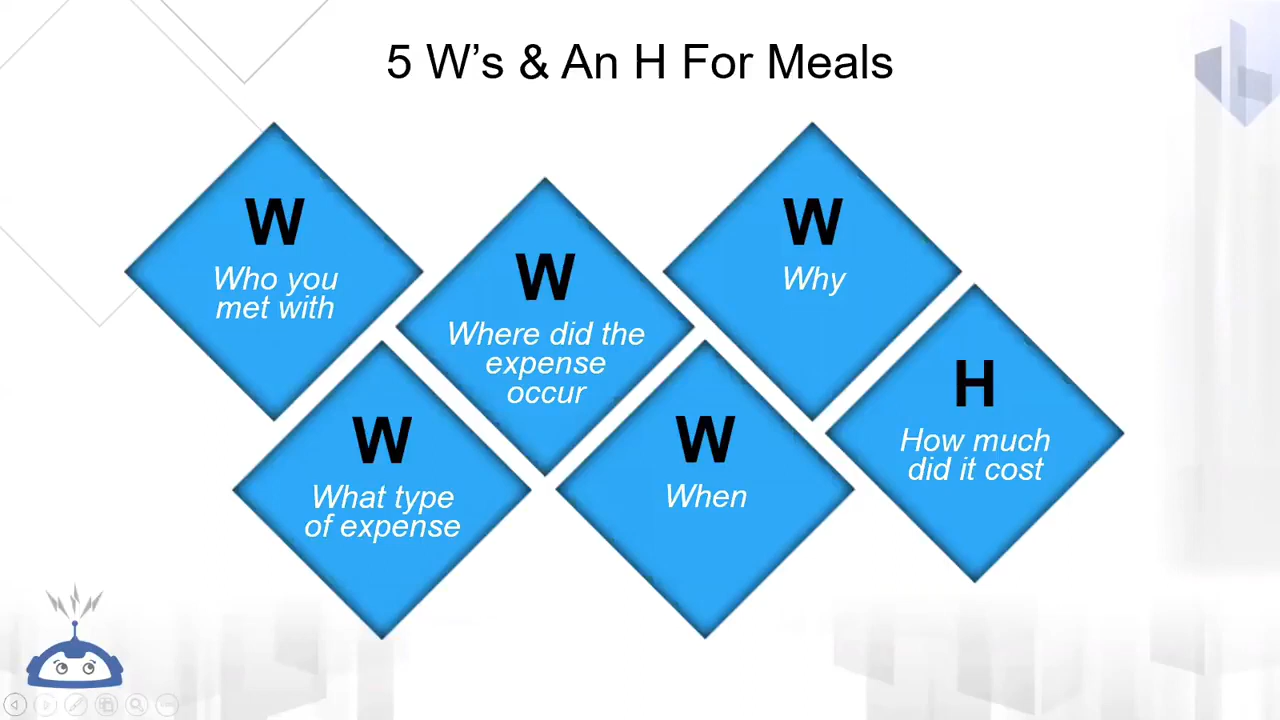 5 W’s & An H For Meals
W
Who you
met with
W
What type
of expense
W
Where did the
expense
occur
W
When
W
Why
H
How much
did it cost